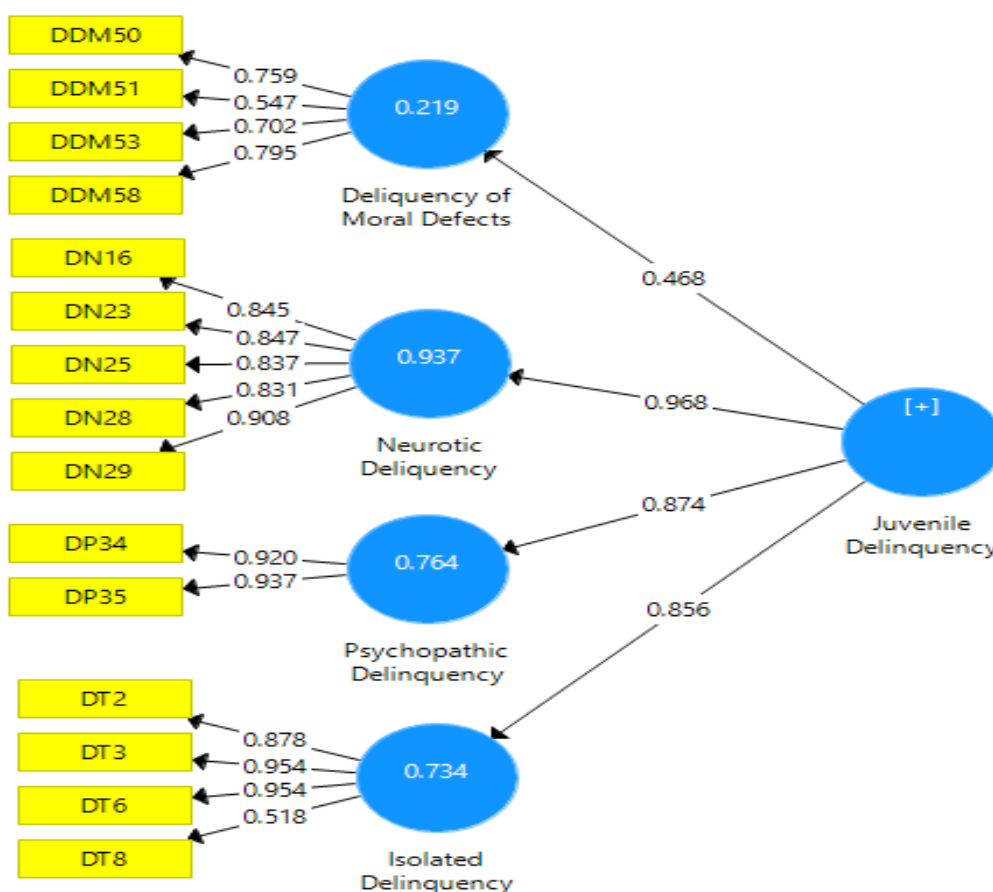 DDM50
0.759
DDM51
0.547
0.702
DDM53
0.795
DDM58
0.219
Deliquency of
Moral Defects
0.468
DN16
0.845
DN23
0.847
DN25
0.837
0.831
DN28
0.908
DN29
0.937
Neurotic
Deliquency
0.968
[+]
Juvenile
Delinquency
0.874
DP34
0.920
DP35
0.937
0.764
Psychopathic
Delinquency
0.856
DT2
0.878
DT3
0.954
DT6
0.954
0.518
DT8
0.734
Isolated
Delinquency